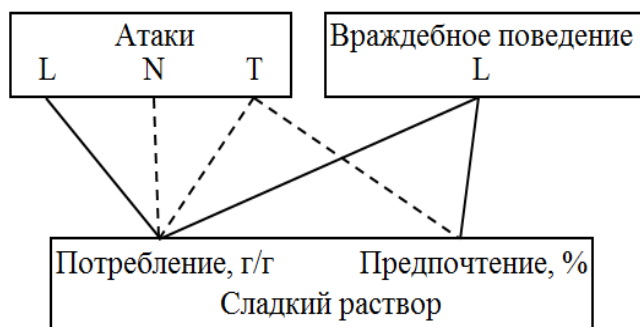 Атаки
L N T
Враждебное поведение
L
Потребление, г/г Предпочтение, %
Сладкий раствор